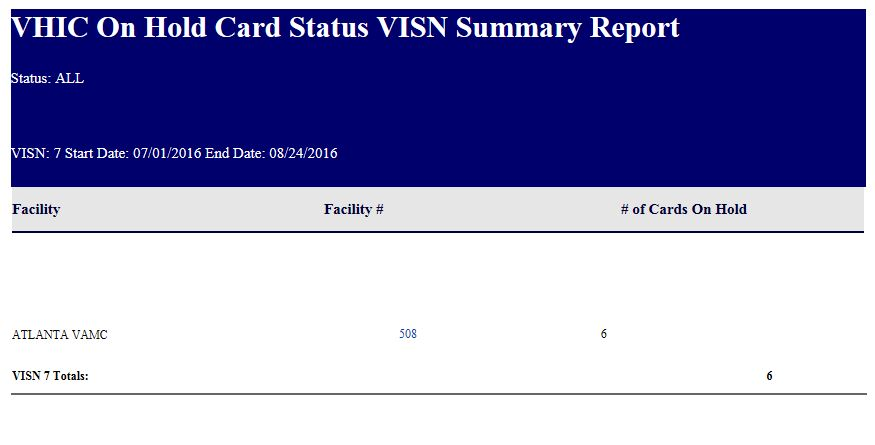 VHIC On Hold Card Status VISN Summary Report
Status: ALL
VISN: 7 Start Date: 07/01/2016 End Date: 08/24/2016
Facility Facility # # of Cards On Hold
ATLANTA VAMC 508 6
VISN 7 Totals: 6